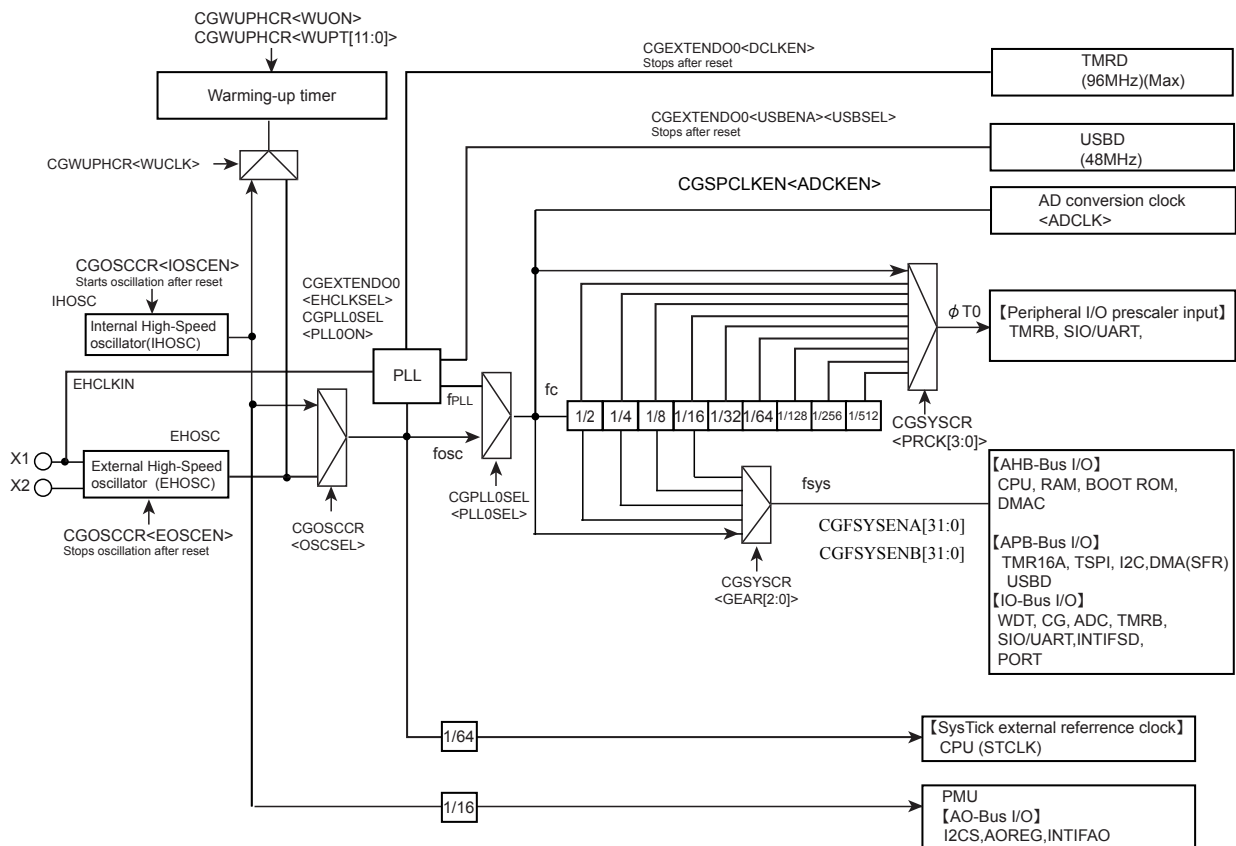 CGWUPHCR<WUON>
CGWUPHCR<WUPT[11:0]>
Warming-up timer
CGWUPHCR<WUCLK>
CGEXTENDO0<DCLKEN>
Stops after reset
TMRD
(96MHz)(Max)
CGEXTENDO0<USBENA><USBSEL>
Stops after reset
USBD
(48MHz)
CGSPCLKEN<ADCKEN>
AD conversion clock
<ADCLK>
CGOSCCR<IOSCEN>
Starts oscillation after reset
IHOSC
Internal High-Speed
oscillator(IHOSC)
CGEXTENDO0
<EHCLKSEL>
CGPLL0SEL
<PLL0ON>
PLL
EHCLKIN
fPLL
fc
1/2
1/4
1/8
1/16
1/32
1/64
1/128
1/256
1/512
ϕT0
【Peripheral I/O prescaler input】
TMRB, SIO/UART,
CGSYSCR
<PRCK[3:0]>
X1
X2
EHOSC
External High-Speed
oscillator (EHOSC)
CGOSCCR<EOSCEN>
Stops oscillation after reset
CGOSCCR
<OSCSEL>
fosc
CGPLL0SEL
<PLL0SEL>
fsys
CGFSYSENA[31:0]
CGFSYSENB[31:0]
CGSYSCR
<GEAR[2:0]>
【AHB-Bus I/O】
CPU, RAM, BOOT ROM,
DMAC
【APB-Bus I/O】
TMR16A, TSPI, I2C,DMA(SFR)
USBD
【IO-Bus I/O】
WDT, CG, ADC, TMRB,
SIO/UART,INTIFSD,
PORT
1/64
【SysTick external referrence clock】
CPU (STCLK)
1/16
PMU
【AO-Bus I/O】
I2CS,AOREG,INTIFAO